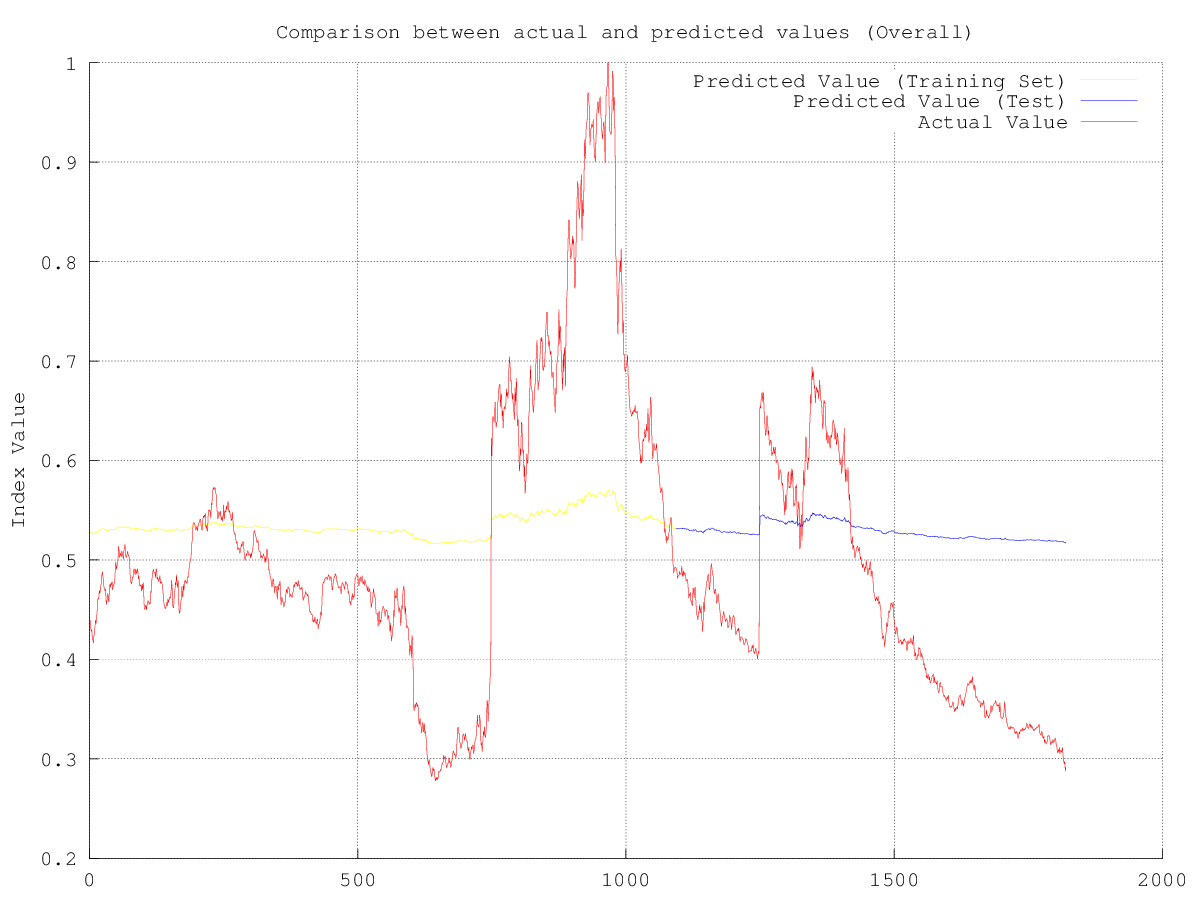 Comparison between actual and predicted values (Overall)
Predicted Value (Training Set)
Predicted Value (Test)
Actual Value
Index Value
1
0.9
0.8
0.7
0.6
0.5
0.4
0.3
0.2
0 500 1000 1500 2000